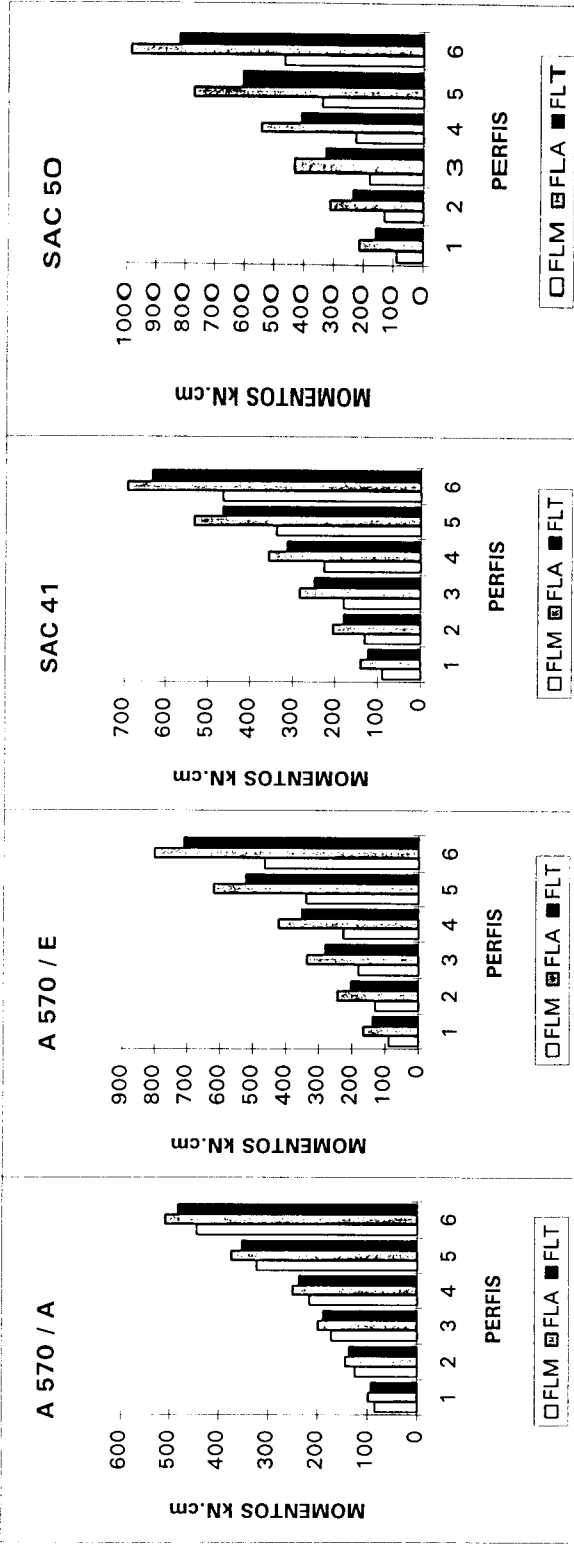 A 570 / A
MOMENTOS kN.cm
600
500
400
300
200
100
0
1 2 3 4 5 6
PERFIS
FLM FLA FLT
A 570 / E
MOMENTOS kN.cm
900
800
700
600
500
400
300
200
100
0
1 2 3 4 5 6
PERFIS
FLM FLA FLT
SAC 41
MOMENTOS kN.cm
700
600
500
400
300
200
100
0
1 2 3 4 5 6
PERFIS
FLM FLA FLT
SAC 50
MOMENTOS kN.cm
1000
900
800
700
600
500
400
300
200
100
0
1 2 3 4 5 6
PERFIS
FLM FLA FLT